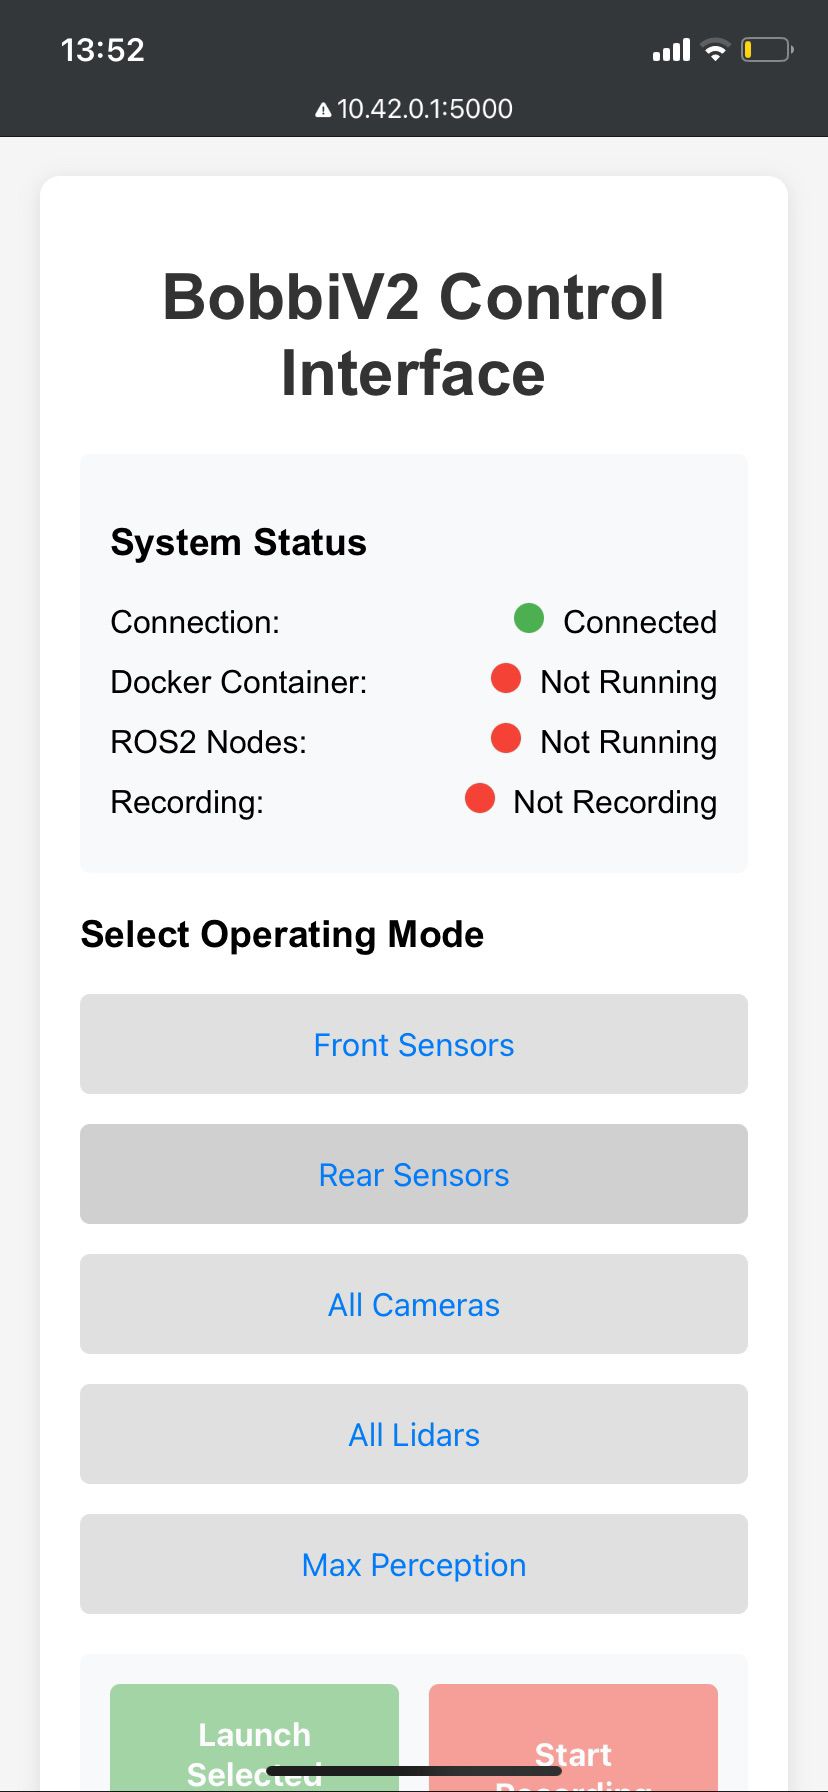 13:52
10.42.0.1:5000
BobbiV2 Control
Interface
System Status
Connection: Connected
Docker Container: Not Running
ROS2 Nodes: Not Running
Recording: Not Recording
Select Operating Mode
Front Sensors
Rear Sensors
All Cameras
All Lidars
Max Perception
Launch
Selected
Start
Recording